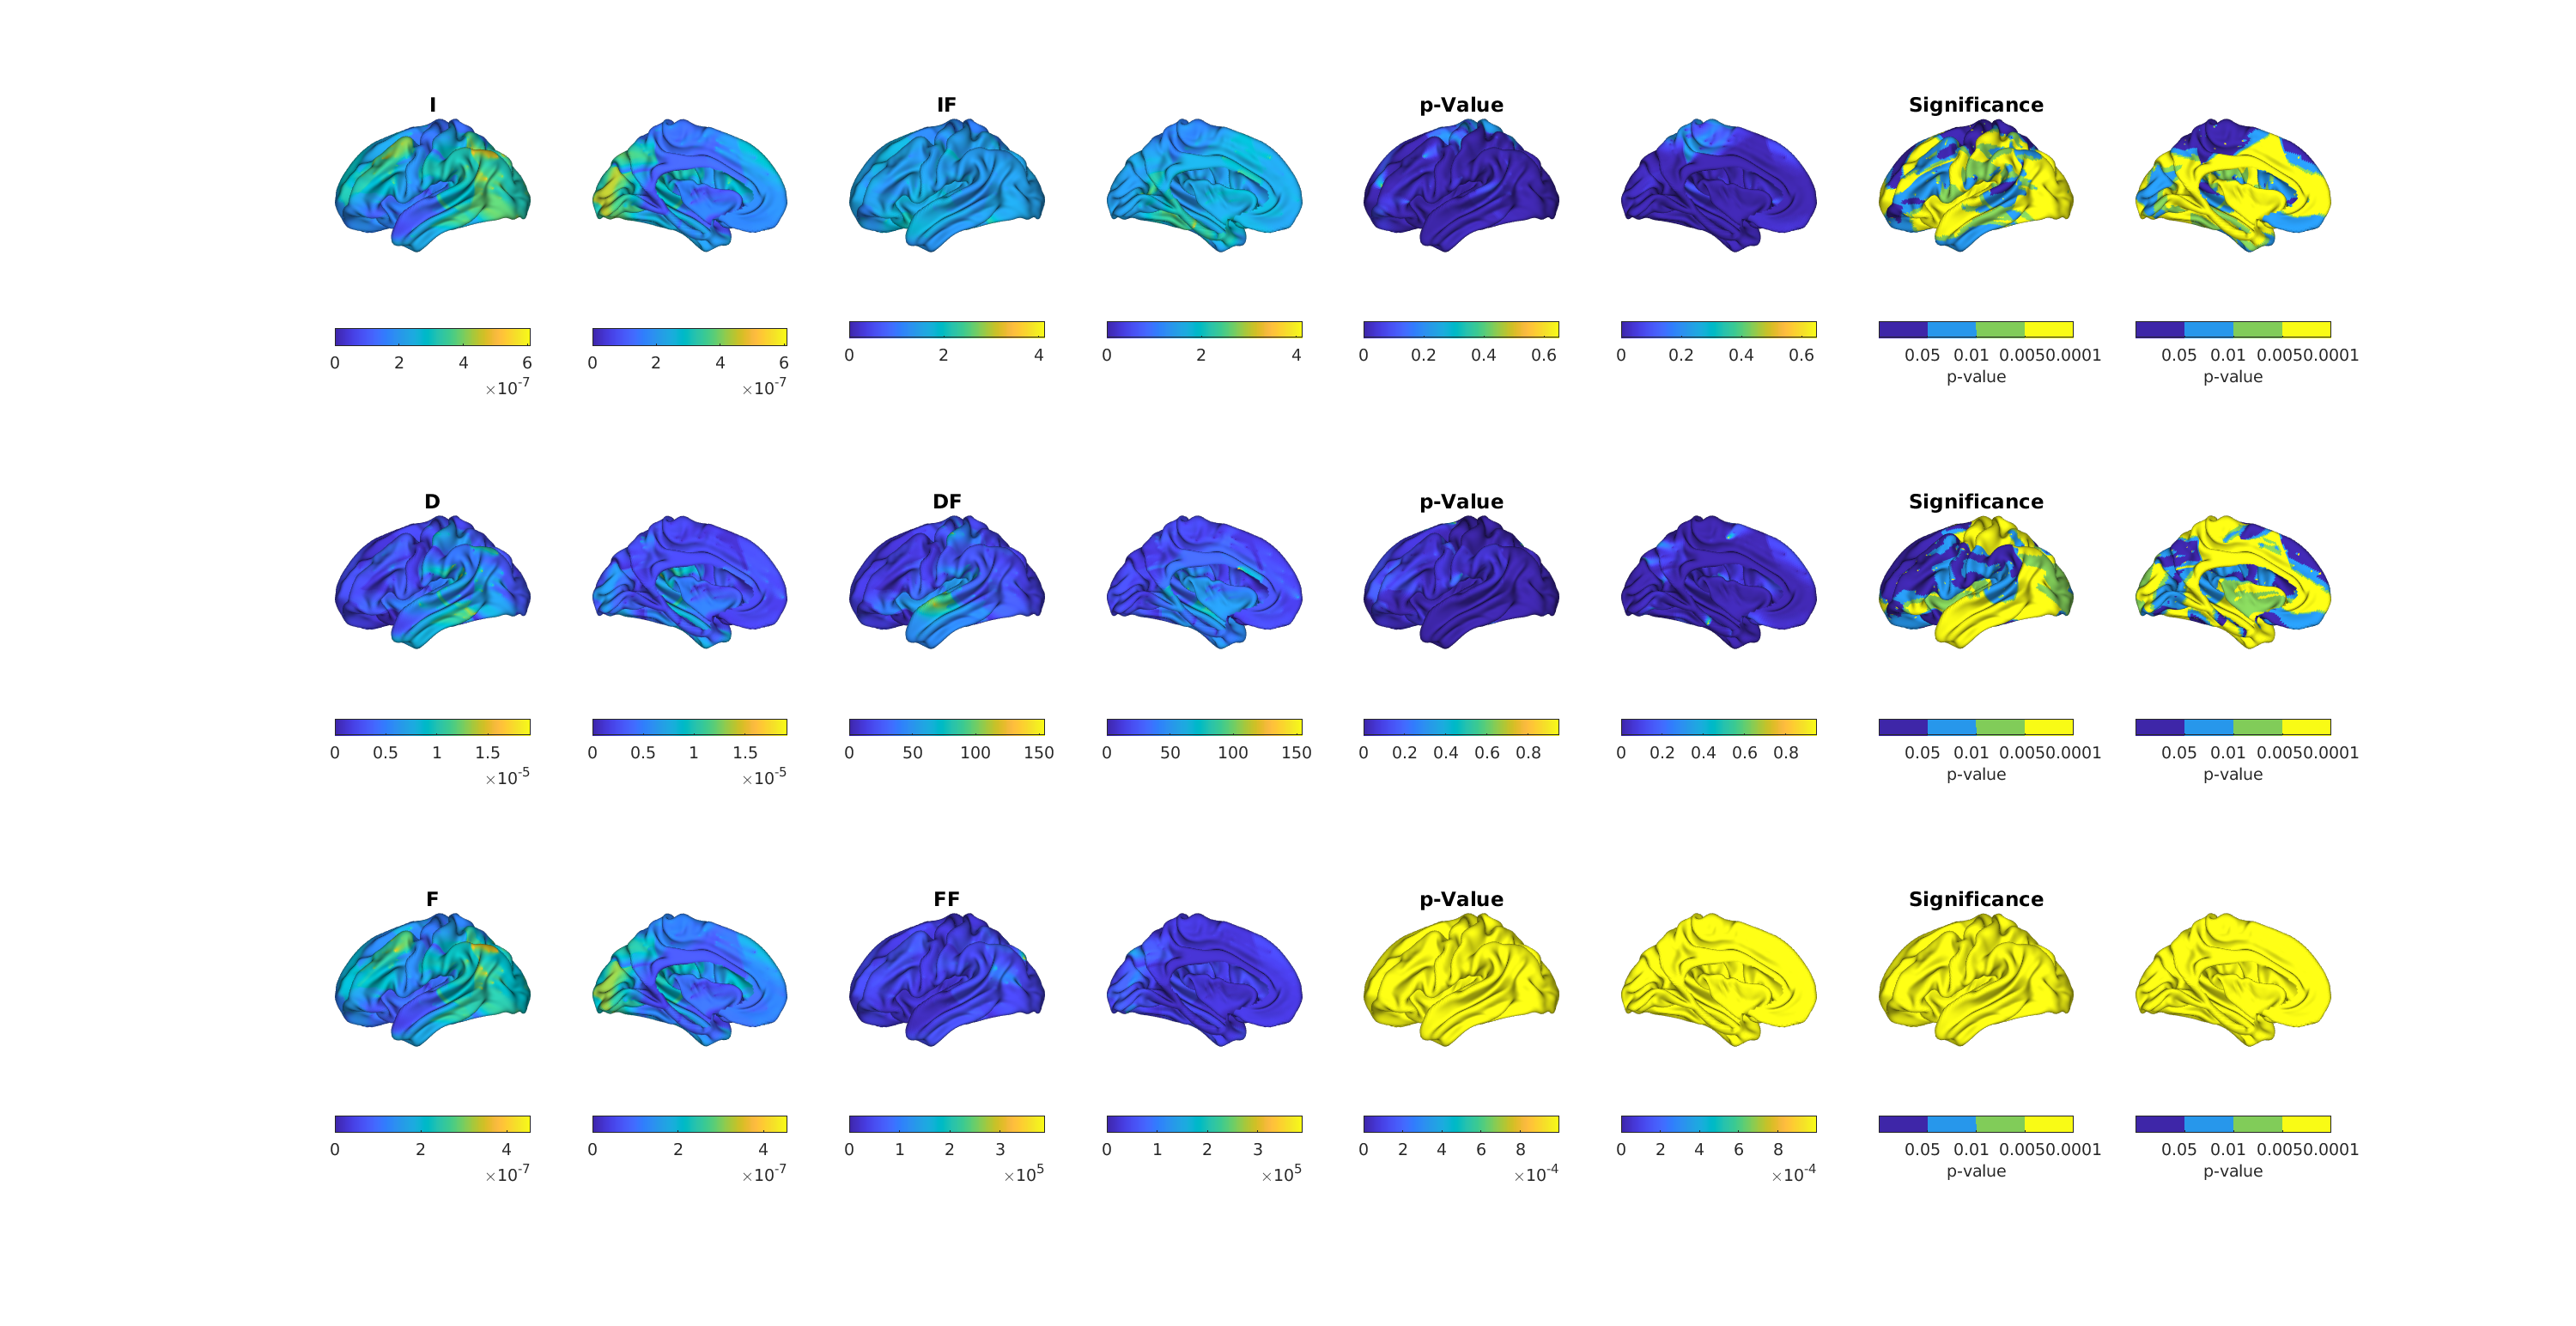 I IF p-Value Significance
0 2 4 6 0 2 4 6 0 2 4 0 2 4 0 0.2 0.4 0.6 0 0.2 0.4 0.6 0.05 0.01 0.0050.0001 0.05 0.01 0.0050.0001
×10-7 ×10-7 p-value p-value
D DF p-Value Significance
0 0.5 1 1.5 0 0.5 1 1.5 0 50 100 150 0 50 100 150 0 0.2 0.4 0.6 0.8 0 0.2 0.4 0.6 0.8 0.05 0.01 0.0050.0001 0.05 0.01 0.0050.0001
×10-5 ×10-5 p-value p-value
F FF p-Value Significance
0 2 4 0 2 4 0 1 2 3 0 1 2 3 0 2 4 6 8 0 2 4 6 8 0.05 0.01 0.0050.0001 0.05 0.01 0.0050.0001
×10-7 ×10-7 ×105 ×105 ×10-4 ×10-4 p-value p-value